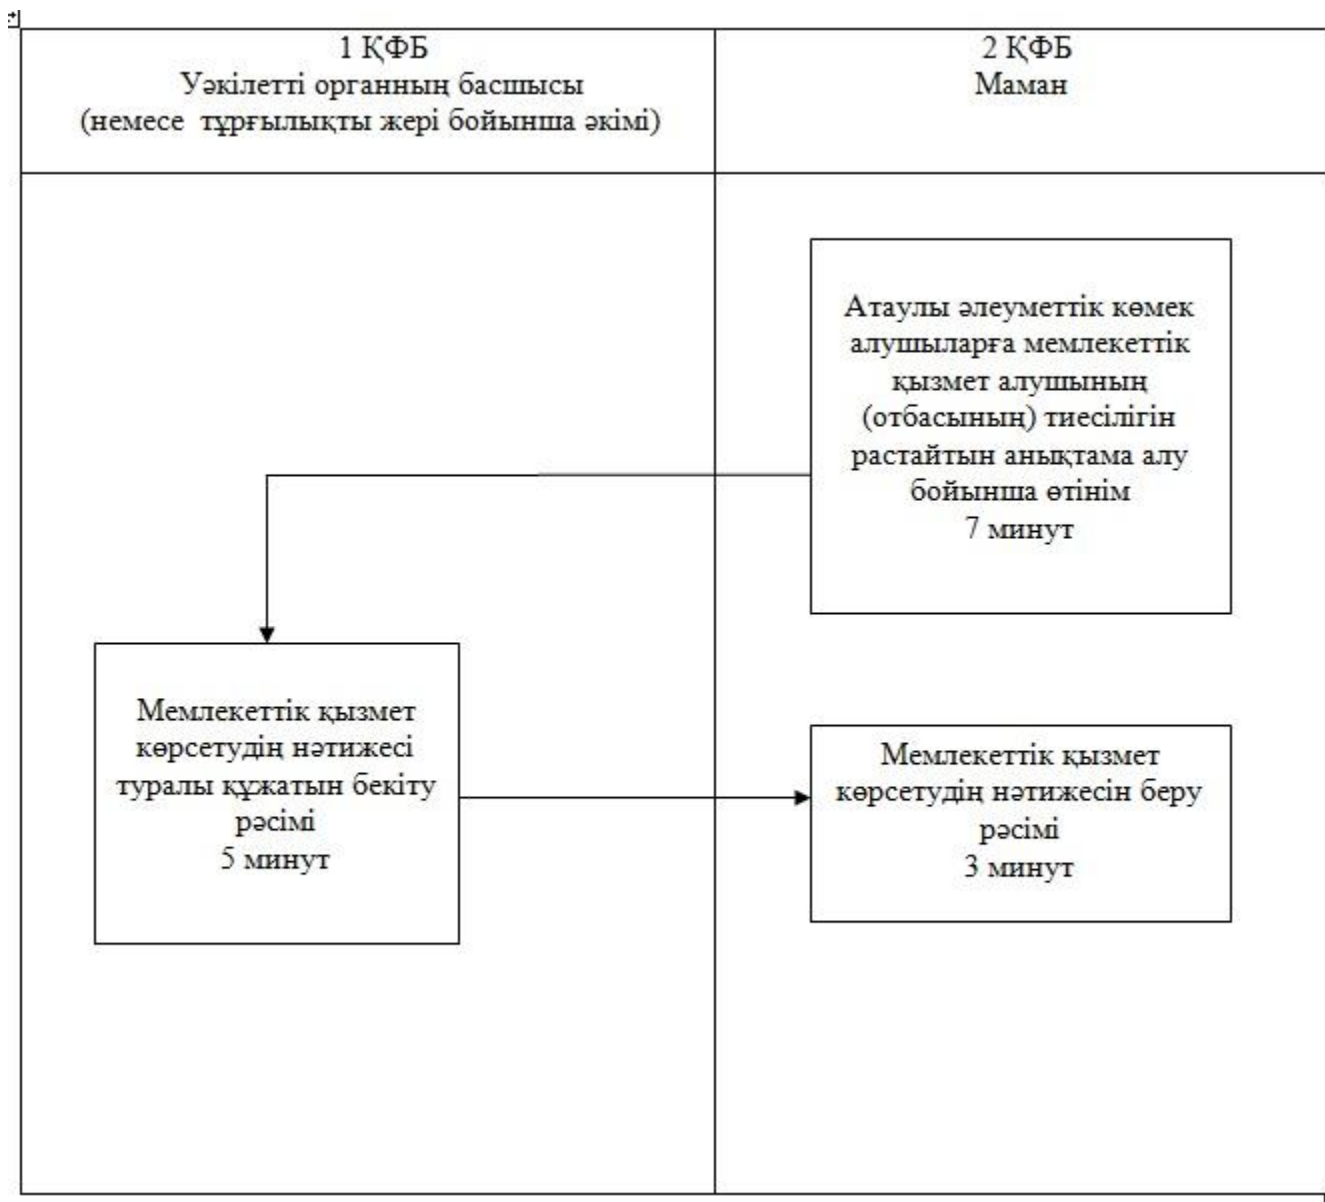 1 ҚФБ
Уәкілетті органның басшысы
(немесе тұрғылықты жері бойынша әкімі)
2 ҚФБ
Маман
Атаулы әлеуметтік көмек
алушыларға мемлекеттік
қызмет алушының
(отбасының) тиесілігін
растайтын анықтама алу
бойынша өтінім
7 минут
Мемлекеттік қызмет
көрсетудің нәтижесі
туралы құжатын бекіту
рәсімі
5 минут
Мемлекеттік қызмет
көрсетудің нәтижесін беру
рәсімі
3 минут